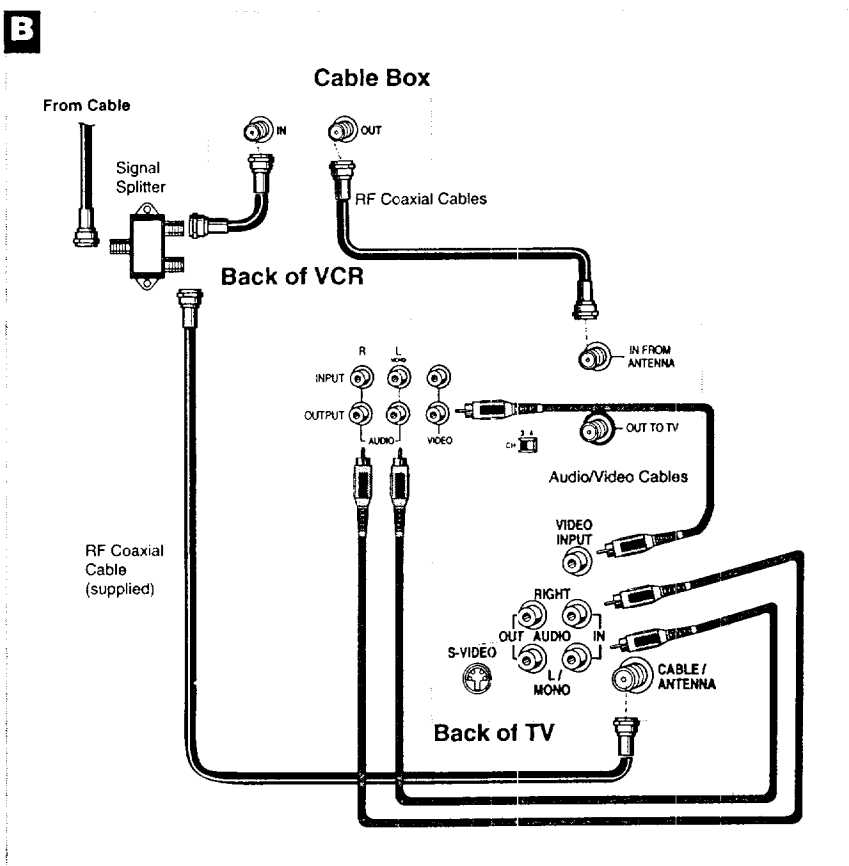 B
Cable Box
From Cable
IN
OUT
Signal
Splitter
RF Coaxial Cables
Back of VCR
R
L
MONO
IN FROM
ANTENNA
INPUT
OUTPUT
AUDIO
VIDEO
3 4
CH
OUT TO TV
Audio/Video Cables
VIDEO
INPUT
RF Coaxial
Cable
(supplied)
RIGHT
OUT AUDIO IN
S-VIDEO
L /
MONO
CABLE /
ANTENNA
Back of TV